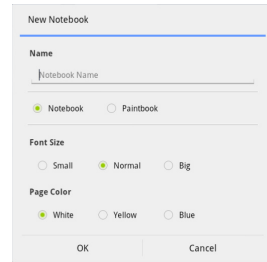 New Notebook
Name
Notebook Name
Notebook Paintbook
Font Size
Small Normal Big
Page Color
White Yellow Blue
OK Cancel